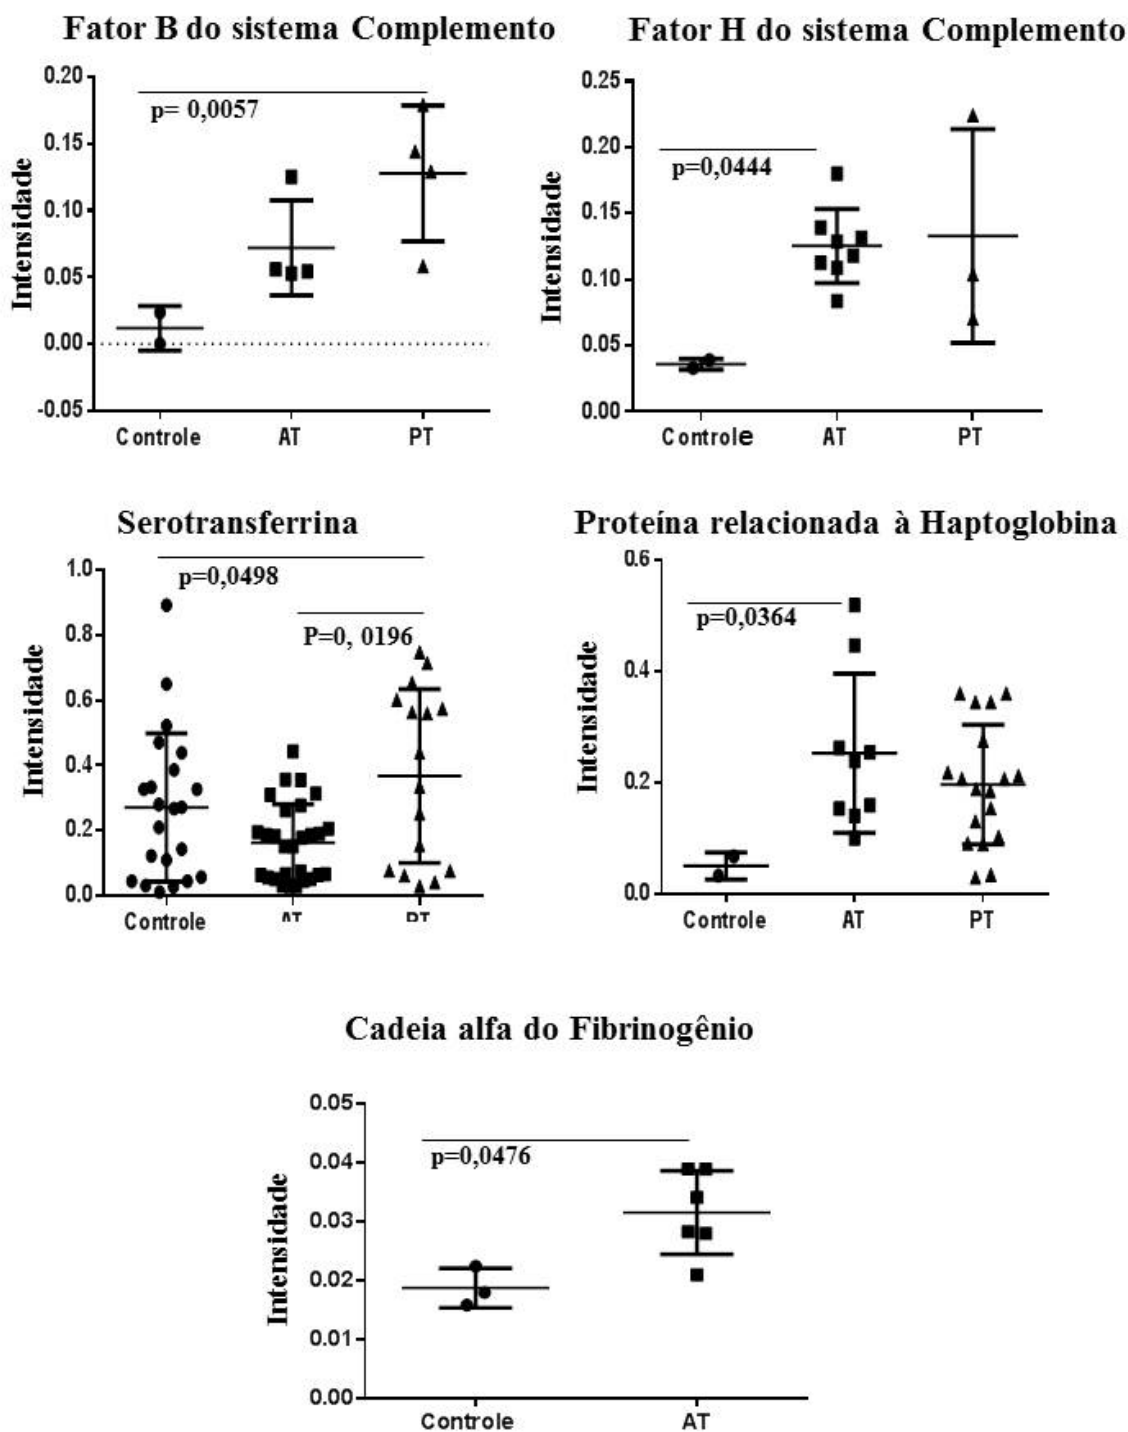 Fator B do sistema Complemento
0.20
0.15
0.10
0.05
0.00
-0.05
Intensidade
p= 0,0057
Controle AT PT
Fator H do sistema Complemento
0.25
0.20
0.15
0.10
0.05
0.00
Intensidade
p=0,0444
Controle AT PT
Serotransferrina
1.0
0.8
0.6
0.4
0.2
0.0
Intensidade
p=0,0498
P=0, 0196
Controle AT PT
Proteína relacionada à Haptoglobina
0.6
0.4
0.2
0.0
Intensidade
p=0,0364
Controle AT PT
Cadeia alfa do Fibrinogênio
0.05
0.04
0.03
0.02
0.01
0.00
Intensidade
p=0,0476
Controle AT